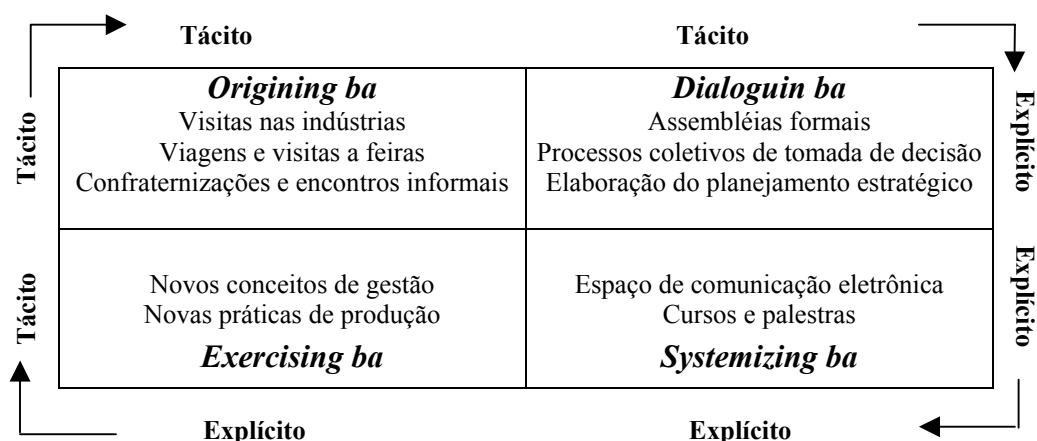 Tácito
Tácito
Tácito
Origining ba
Visitas nas indústrias
Viagens e visitas a feiras
Confraternizações e encontros informais
Dialoguin ba
Assembléias formais
Processos coletivos de tomada de decisão
Elaboração do planejamento estratégico
Explícito
Tácito
Novos conceitos de gestão
Novas práticas de produção
Exercising ba
Espaço de comunicação eletrônica
Cursos e palestras
Systemizing ba
Explícito
Explícito
Explícito